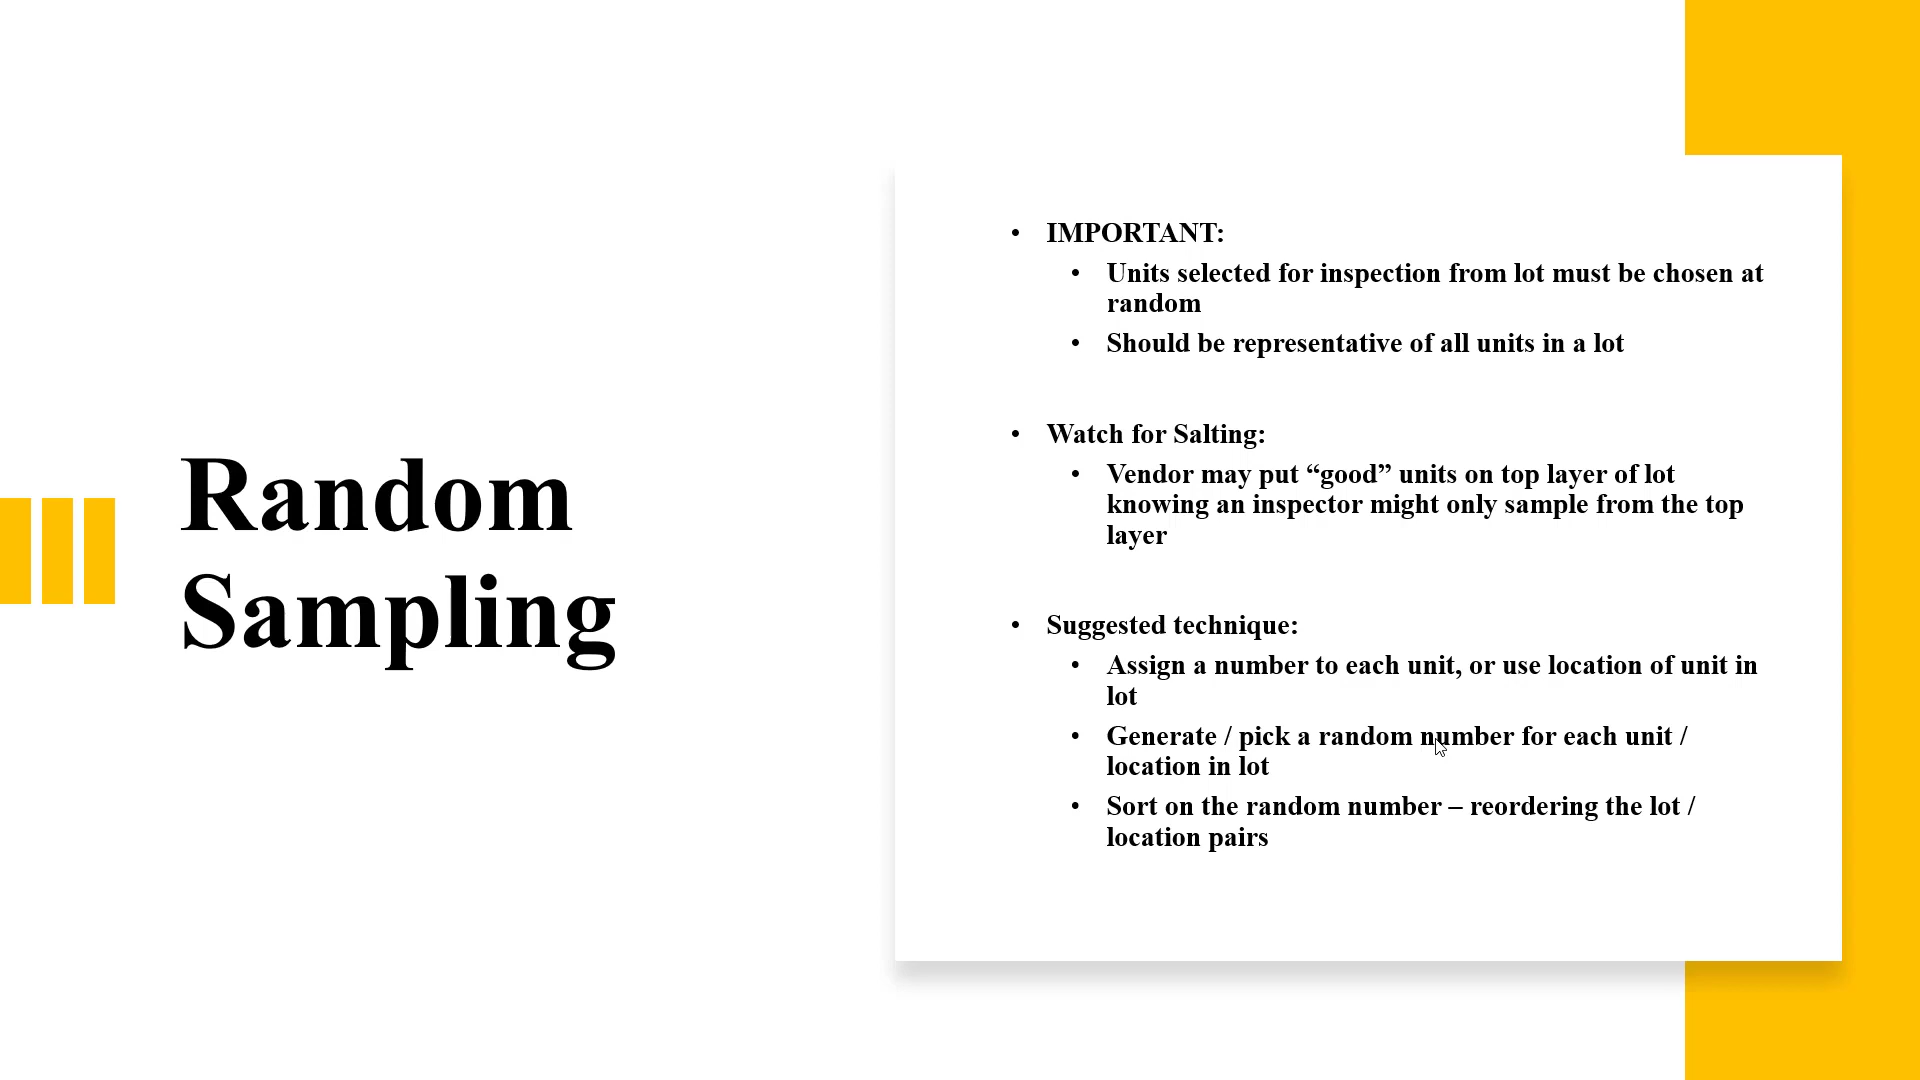 Random
Sampling
• IMPORTANT:
• Units selected for inspection from lot must be chosen at
random
• Should be representative of all units in a lot
• Watch for Salting:
• Vendor may put “good” units on top layer of lot
knowing an inspector might only sample from the top
layer
• Suggested technique:
• Assign a number to each unit, or use location of unit in
lot
• Generate / pick a random number for each unit /
location in lot
• Sort on the random number – reordering the lot /
location pairs